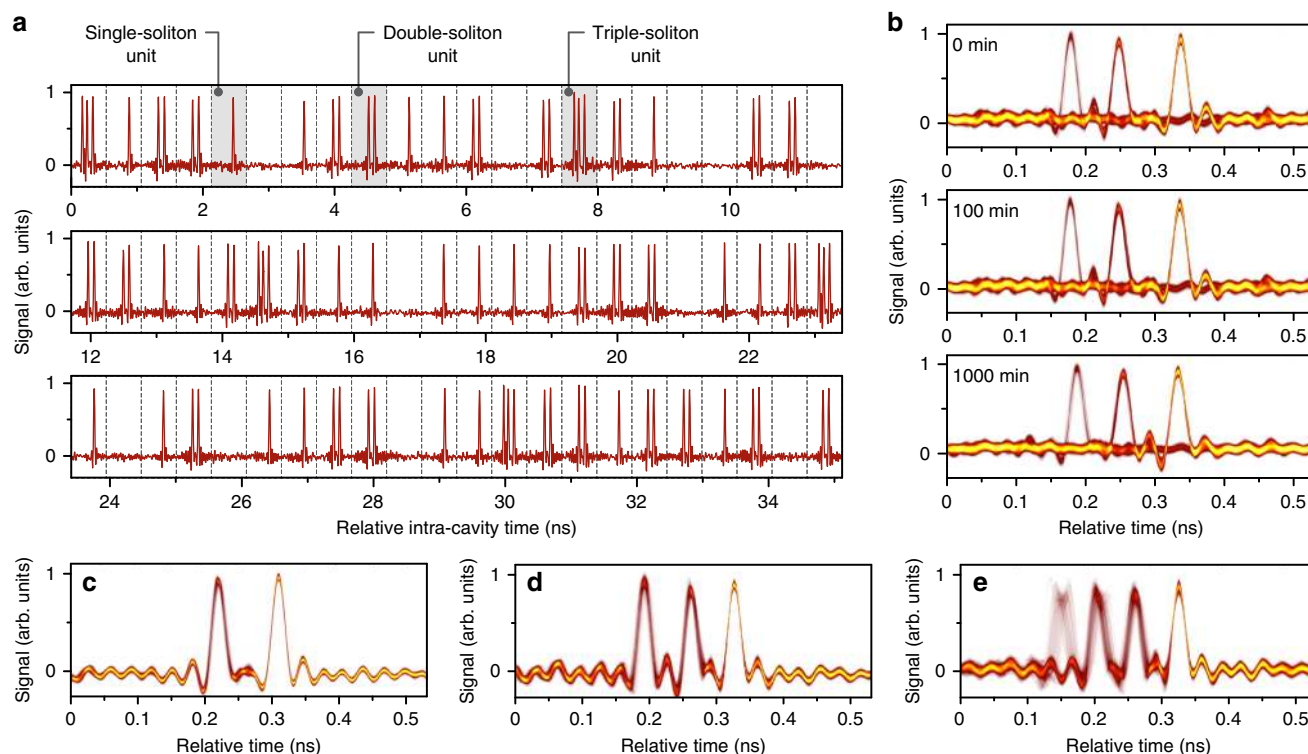 a
Single-soliton
unit
Double-soliton
unit
Triple-soliton
unit
1
0
0 2 4 6 8 10
1
0
12 14 16 18 20 22
1
0
24 26 28 30 32 34
Signal (arb. units)
Relative intra-cavity time (ns)
b
0 min
1
0
0 0.1 0.2 0.3 0.4 0.5
100 min
1
0
0 0.1 0.2 0.3 0.4 0.5
1000 min
1
0
0 0.1 0.2 0.3 0.4 0.5
Signal (arb. units)
Relative time (ns)
c
1
0
0 0.1 0.2 0.3 0.4 0.5
Signal (arb. units)
Relative time (ns)
d
1
0
0 0.1 0.2 0.3 0.4 0.5
Signal (arb. units)
Relative time (ns)
e
1
0
0 0.1 0.2 0.3 0.4 0.5
Signal (arb. units)
Relative time (ns)